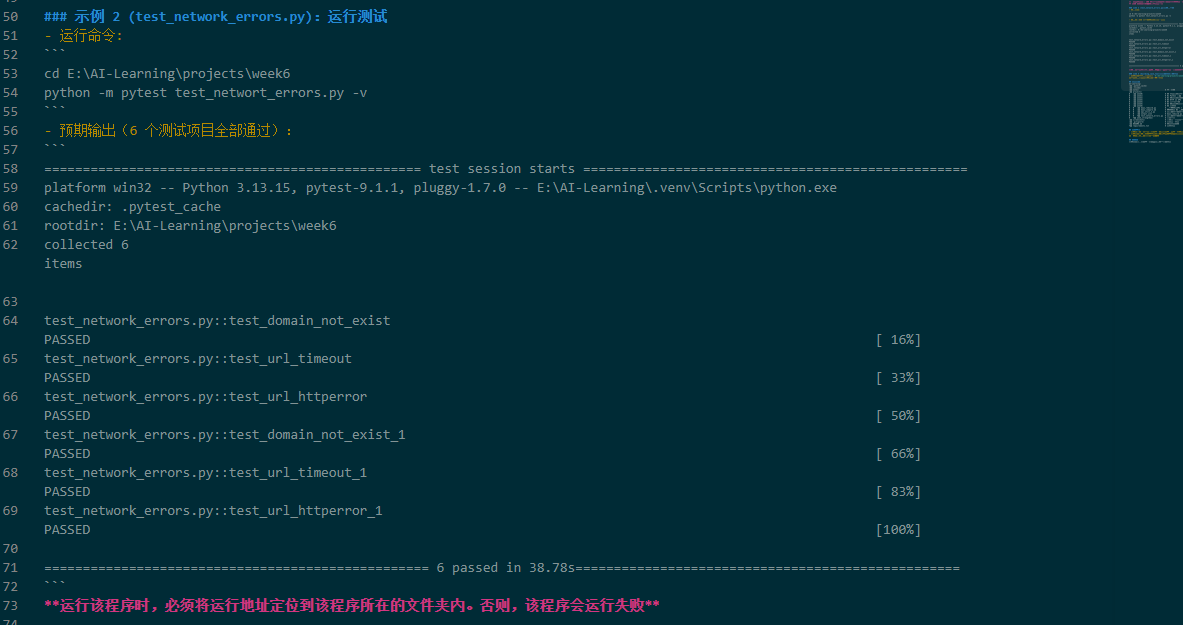 50 ### 示例 2 (test_network_errors.py)：运行测试
51 - 运行命令:
52 ```
53 cd E:\AI-Learning\projects\week6
54 python -m pytest test_networt_errors.py -v
55 ```
56 - 预期输出（6 个测试项目全部通过）:
57 ```
58 ================================================= test session starts ==================================================
59 platform win32 -- Python 3.13.15, pytest-9.1.1, pluggy-1.7.0 -- E:\AI-Learning\.venv\Scripts\python.exe
60 cachedir: .pytest_cache
61 rootdir: E:\AI-Learning\projects\week6
62 collected 6
items
63
64 test_network_errors.py::test_domain_not_exist
PASSED [ 16%]
65 test_network_errors.py::test_url_timeout
PASSED [ 33%]
66 test_network_errors.py::test_url_httperror
PASSED [ 50%]
67 test_network_errors.py::test_domain_not_exist_1
PASSED [ 66%]
68 test_network_errors.py::test_url_timeout_1
PASSED [ 83%]
69 test_network_errors.py::test_url_httperror_1
PASSED [100%]
70
71 ================================================== 6 passed in 38.78s==================================================
72 ```
73 **运行该程序时，必须将运行地址定位到该程序所在的文件夹内。否则，该程序会运行失败**
74